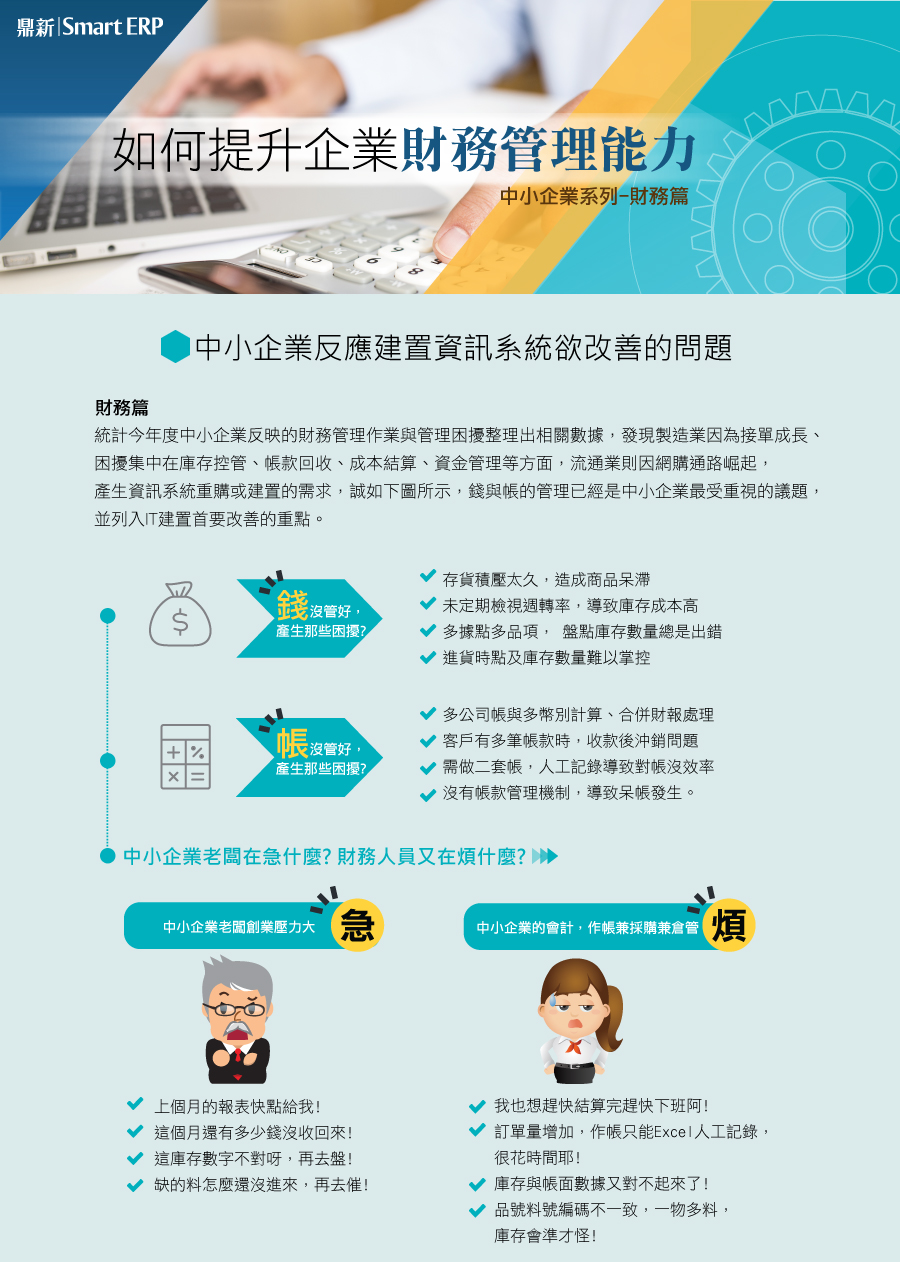 鼎新|Smart ERP
如何提升企業財務管理能力
中小企業系列-財務篇
中小企業反應建置資訊系統欲改善的問題
財務篇
統計今年度中小企業反映的財務管理作業與管理困擾整理出相關數據，發現製造業因為接單成長、
困擾集中在庫存控管、帳款回收、成本結算、資金管理等方面，流通業則因網購通路崛起，
產生資訊系統重購或建置的需求，誠如下圖所示，錢與帳的管理已經是中小企業最受重視的議題，
並列入IT建置首要改善的重點。
$
錢沒管好，
產生那些困擾?
存貨積壓太久，造成商品呆滯
未定期檢視週轉率，導致庫存成本高
多據點多品項， 盤點庫存數量總是出錯
進貨時點及庫存數量難以掌控
+ %
× =
帳沒管好，
產生那些困擾?
多公司帳與多幣別計算、合併財報處理
客戶有多筆帳款時，收款後沖銷問題
需做二套帳，人工記錄導致對帳沒效率
沒有帳款管理機制，導致呆帳發生。
中小企業老闆在急什麼? 財務人員又在煩什麼?
中小企業老闆創業壓力大 急
上個月的報表快點給我!
這個月還有多少錢沒收回來!
這庫存數字不對呀，再去盤!
缺的料怎麼還沒進來，再去催!
中小企業的會計，作帳兼採購兼倉管 煩
我也想趕快結算完趕快下班阿!
訂單量增加，作帳只能Excel人工記錄，
很花時間耶!
庫存與帳面數據又對不起來了!
品號料號編碼不一致，一物多料，
庫存會準才怪!